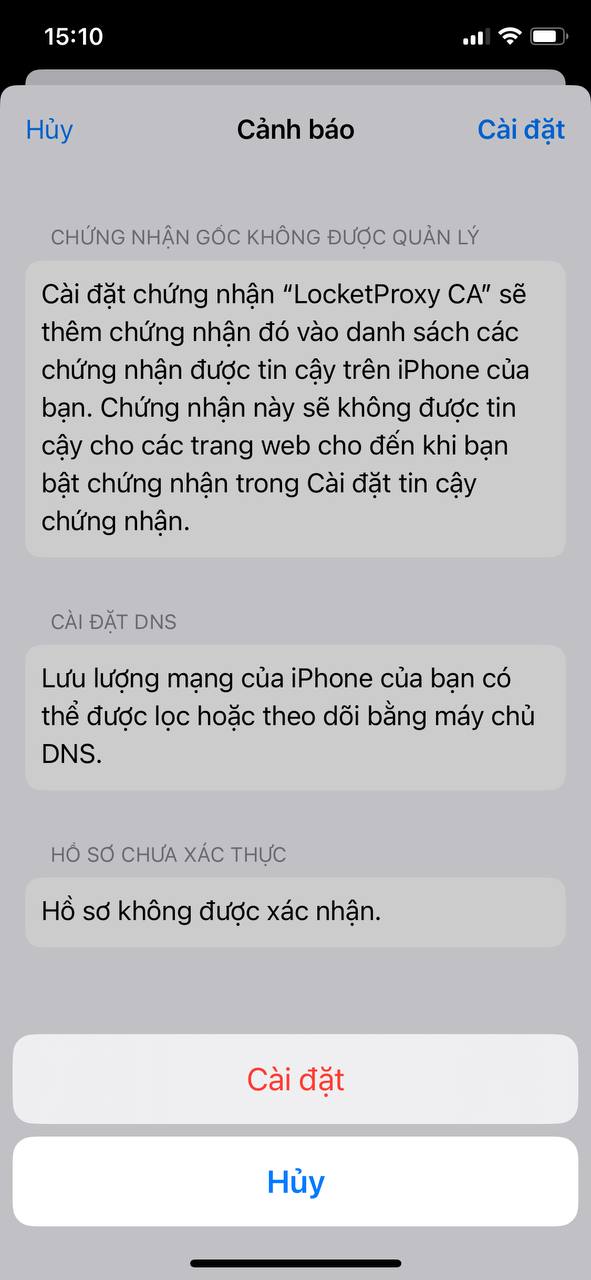 15:10
Hủy
Cảnh báo
Cài đặt
CHỨNG NHẬN GỐC KHÔNG ĐƯỢC QUẢN LÝ
Cài đặt chứng nhận “LocketProxy CA” sẽ
thêm chứng nhận đó vào danh sách các
chứng nhận được tin cậy trên iPhone của
bạn. Chứng nhận này sẽ không được tin
cậy cho các trang web cho đến khi bạn
bật chứng nhận trong Cài đặt tin cậy
chứng nhận.
CÀI ĐẶT DNS
Lưu lượng mạng của iPhone của bạn có
thể được lọc hoặc theo dõi bằng máy chủ
DNS.
HỒ SƠ CHƯA XÁC THỰC
Hồ sơ không được xác nhận.
Cài đặt
Hủy